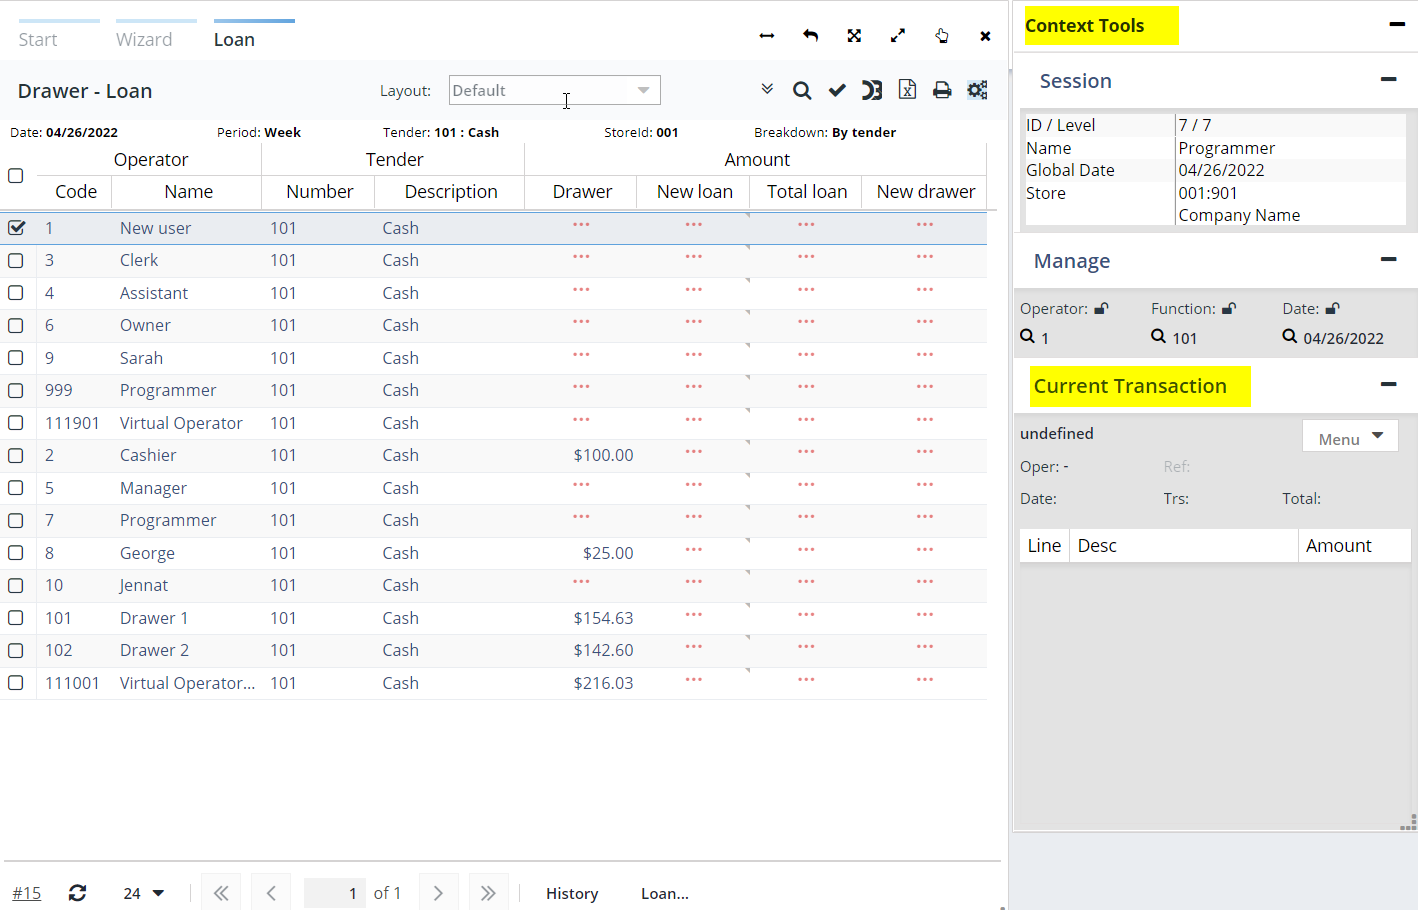 Start Wizard Loan
Drawer - Loan Layout: Default
Date: 04/26/2022 Period: Week Tender: 101 : Cash StoreId: 001 Breakdown: By tender
Operator Tender Amount
Code Name Number Description Drawer New loan Total loan New drawer
1 New user 101 Cash *** *** *** ***
3 Clerk 101 Cash *** *** *** ***
4 Assistant 101 Cash *** *** *** ***
6 Owner 101 Cash *** *** *** ***
9 Sarah 101 Cash *** *** *** ***
999 Programmer 101 Cash *** *** *** ***
111901 Virtual Operator 101 Cash *** *** *** ***
2 Cashier 101 Cash $100.00 *** *** ***
5 Manager 101 Cash *** *** *** ***
7 Programmer 101 Cash *** *** *** ***
8 George 101 Cash $25.00 *** *** ***
10 Jennat 101 Cash *** *** *** ***
101 Drawer 1 101 Cash $154.63 *** *** ***
102 Drawer 2 101 Cash $142.60 *** *** ***
111001 Virtual Operator... 101 Cash $216.03 *** *** ***
#15 24 1 of 1 History Loan...
Context Tools
Session
ID / Level 7 / 7
Name Programmer
Global Date 04/26/2022
Store 001:901
Company Name
Manage
Operator: Function: Date:
1 101 04/26/2022
Current Transaction
undefined Menu
Oper: - Ref:
Date: Trs: Total:
Line Desc Amount